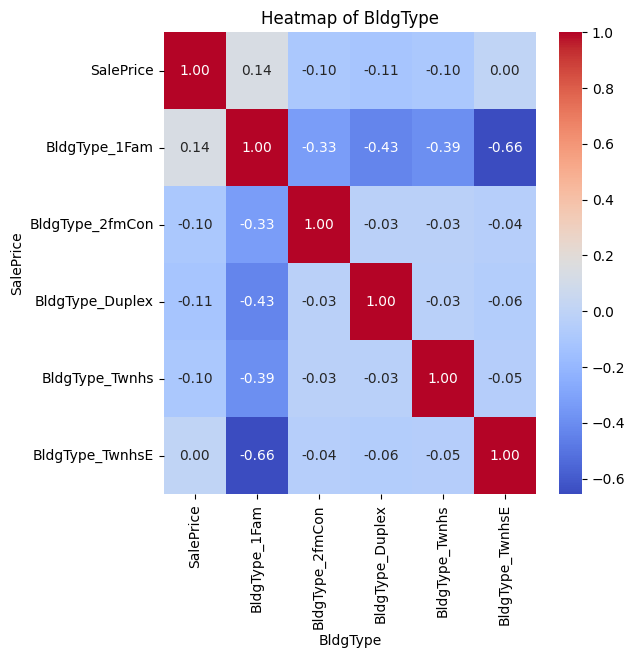 Heatmap of BldgType
SalePrice 1.00 0.14 -0.10 -0.11 -0.10 0.00
BldgType_1Fam 0.14 1.00 -0.33 -0.43 -0.39 -0.66
BldgType_2fmCon -0.10 -0.33 1.00 -0.03 -0.03 -0.04
BldgType_Duplex -0.11 -0.43 -0.03 1.00 -0.03 -0.06
BldgType_Twnhs -0.10 -0.39 -0.03 -0.03 1.00 -0.05
BldgType_TwnhsE 0.00 -0.66 -0.04 -0.06 -0.05 1.00
SalePrice
SalePrice
BldgType_1Fam
BldgType_2fmCon
BldgType_Duplex
BldgType_Twnhs
BldgType_TwnhsE
BldgType
1.0
0.8
0.6
0.4
0.2
0.0
−0.2
−0.4
−0.6